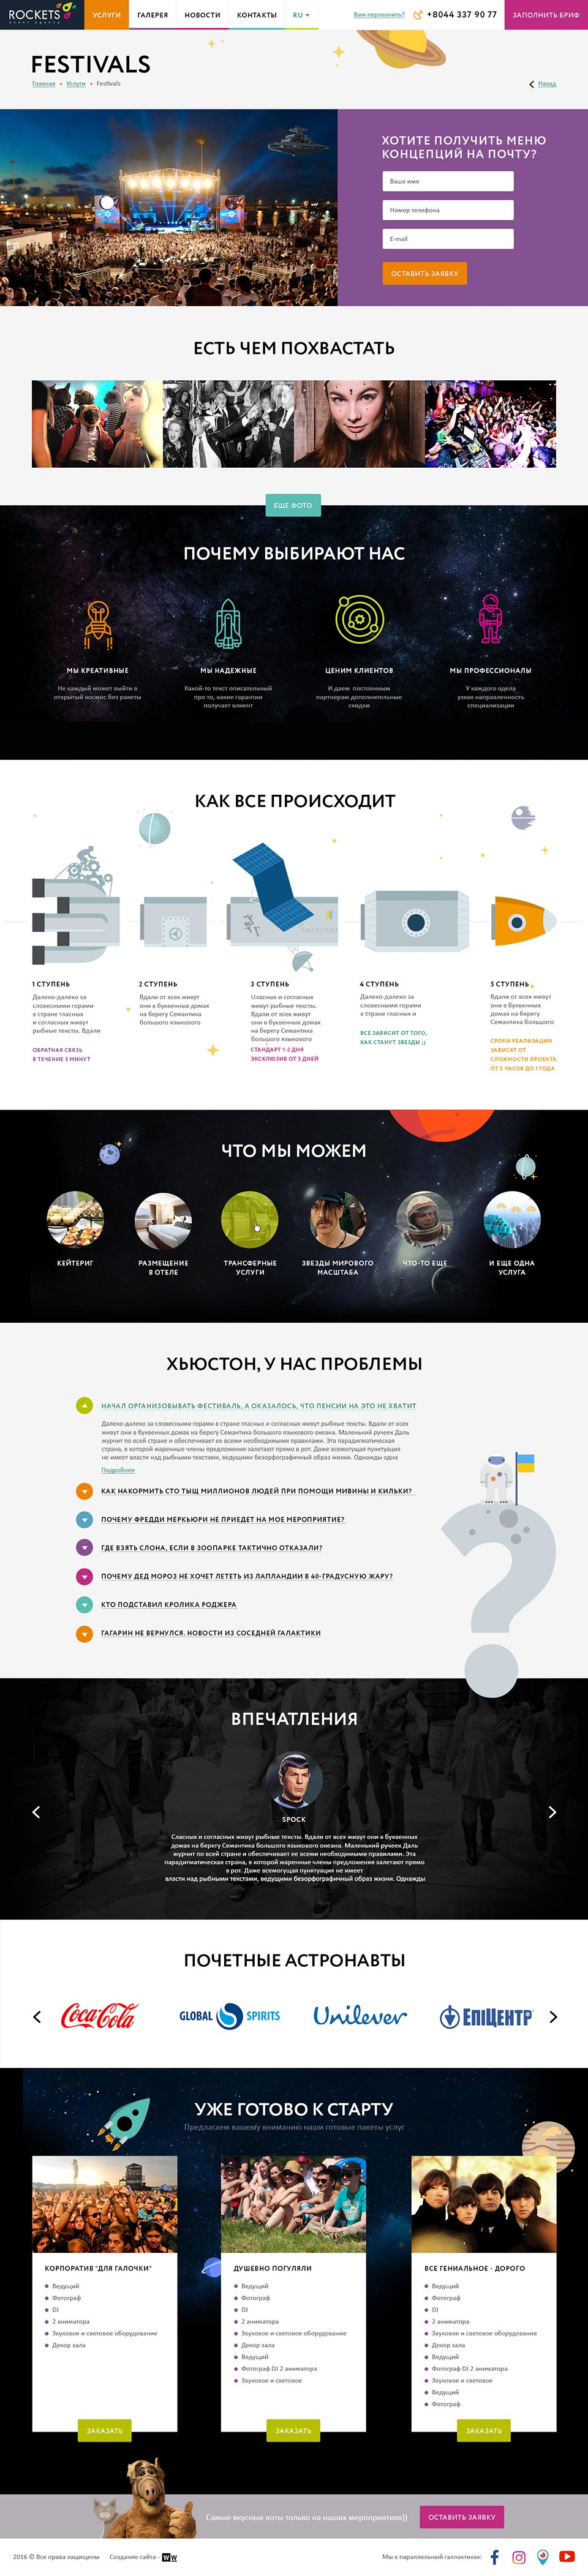 ROCKETS
event agency
УСЛУГИ
ГАЛЕРЕЯ
НОВОСТИ
КОНТАКТЫ
RU
Вам перезвонить?
+8044 337 90 77
ЗАПОЛНИТЬ БРИФ
FESTIVALS
Главная • Услуги • Festivals
Назад
ХОТИТЕ ПОЛУЧИТЬ МЕНЮ
КОНЦЕПЦИЙ НА ПОЧТУ?
Ваше имя
Номер телефона
E-mail
ОСТАВИТЬ ЗАЯВКУ
ЕСТЬ ЧЕМ ПОХВАСТАТЬ
ЕЩЕ ФОТО
ПОЧЕМУ ВЫБИРАЮТ НАС
МЫ КРЕАТИВНЫЕ
Не каждый может выйти в
открытый космос без ракеты
МЫ НАДЕЖНЫЕ
Какой-то текст описательный
про то, какие гарантии
получает клиент
ЦЕНИМ КЛИЕНТОВ
И даем постоянным
партнерам дополнительные
скидки
МЫ ПРОФЕССИОНАЛЫ
У каждого одела
узкая направленность
специализации
КАК ВСЕ ПРОИСХОДИТ
1 СТУПЕНЬ
Далеко-далеко за
словесными горами
в стране гласных
и согласных живут
рыбные тексты. Вдали
ОБРАТНАЯ СВЯЗЬ
В ТЕЧЕНИЕ 5 МИНУТ
2 СТУПЕНЬ
Вдали от всех живут
они в буквенных домах
на берегу Семантика
большого языкового
3 СТУПЕНЬ
Uласных и согласных
живут рыбные тексты.
Вдали от всех живут
они в буквенных домах
на берегу Семантика
большого языкового
СТАНДАРТ 1-2 ДНЯ
ЭКСКЛЮЗИВ ОТ 5 ДНЕЙ
4 СТУПЕНЬ
Далеко-далеко за
словесными горами
в стране гласных и
ВСЕ ЗАВИСИТ ОТ ТОГО,
КАК СТАНУТ ЗВЕЗДЫ ;)
5 СТУПЕНЬ
Вдали от всех живут
они в буквенных
домах на берегу
Семантика большого
СРОКИ РЕАЛИЗАЦИИ
ЗАВИСЯТ ОТ
СЛОЖНОСТИ ПРОЕКТА
ОТ 2 ЧАСОВ ДО 1 ГОДА
ЧТО МЫ МОЖЕМ
КЕЙТЕРИГ
РАЗМЕЩЕНИЕ
В ОТЕЛЕ
ТРАНСФЕРНЫЕ
УСЛУГИ
ЗВЕЗДЫ МИРОВОГО
МАСШТАБА
ЧТО-ТО ЕЩЕ
И ЕЩЕ ОДНА
УСЛУГА
ХЬЮСТОН, У НАС ПРОБЛЕМЫ
НАЧАЛ ОРГАНИЗОВЫВАТЬ ФЕСТИВАЛЬ, А ОКАЗАЛОСЬ, ЧТО ПЕНСИИ НА ЭТО НЕ ХВАТИТ
Далеко-далеко за словесными горами в стране гласных и согласных живут рыбные тексты. Вдали от всех
живут они в буквенных домах на берегу Семантика большого языкового океана. Маленький ручеек Даль
журчит по всей стране и обеспечивает ее всеми необходимыми правилами. Эта парадигматическая
страна, в которой жаренные члены предложения залетают прямо в рот. Даже всемогущая пунктуация
не имеет власти над рыбными текстами, ведущими безорфографичный образ жизни. Однажды одна
Подробнее
КАК НАКОРМИТЬ СТО ТЫЩ МИЛЛИОНОВ ЛЮДЕЙ ПРИ ПОМОЩИ МИВИНЫ И КИЛЬКИ?
ПОЧЕМУ ФРЕДДИ МЕРКЬЮРИ НЕ ПРИЕДЕТ НА МОЕ МЕРОПРИЯТИЕ?
ГДЕ ВЗЯТЬ СЛОНА, ЕСЛИ В ЗООПАРКЕ ТАКТИЧНО ОТКАЗАЛИ?
ПОЧЕМУ ДЕД МОРОЗ НЕ ХОЧЕТ ЛЕТЕТЬ ИЗ ЛАПЛАНДИИ В 40-ГРАДУСНУЮ ЖАРУ?
КТО ПОДСТАВИЛ КРОЛИКА РОДЖЕРА
ГАГАРИН НЕ ВЕРНУЛСЯ. НОВОСТИ ИЗ СОСЕДНЕЙ ГАЛАКТИКИ
ВПЕЧАТЛЕНИЯ
SPOCK
Сласных и согласных живут рыбные тексты. Вдали от всех живут они в буквенных
домах на берегу Семантика большого языкового океана. Маленький ручеек Даль
журчит по всей стране и обеспечивает ее всеми необходимыми правилами. Эта
парадигматическая страна, в которой жаренные члены предложения залетают прямо
в рот. Даже всемогущая пунктуация не имеет
власти над рыбными текстами, ведущими безорфографичный образ жизни. Однажды
ПОЧЕТНЫЕ АСТРОНАВТЫ
Coca-Cola
GLOBAL SPIRITS
Unilever
ЕПІЦЕНТР
УЖЕ ГОТОВО К СТАРТУ
Предлагаем вашему вниманию наши готовые пакеты услуг
КОРПОРАТИВ "ДЛЯ ГАЛОЧКИ"
Ведущий
Фотограф
DJ
2 аниматора
Звуковое и световое оборудование
Декор зала
ЗАКАЗАТЬ
ДУШЕВНО ПОГУЛЯЛИ
Ведущий
Фотограф
DJ
2 аниматора
Звуковое и световое оборудование
Декор зала
Ведущий
Фотограф DJ 2 аниматора
Звуковое и световое
ЗАКАЗАТЬ
ВСЕ ГЕНИАЛЬНОЕ - ДОРОГО
Ведущий
Фотограф
DJ
2 аниматора
Звуковое и световое оборудование
Декор зала
Ведущий
Фотограф DJ 2 аниматора
Звуковое и световое
Ведущий
Фотограф
ЗАКАЗАТЬ
Самые вкусные коты только на наших мероприятиях))
ОСТАВИТЬ ЗАЯВКУ
2016 © Все права защищены
Создание сайта - WW
Мы в параллельный галлактиках: